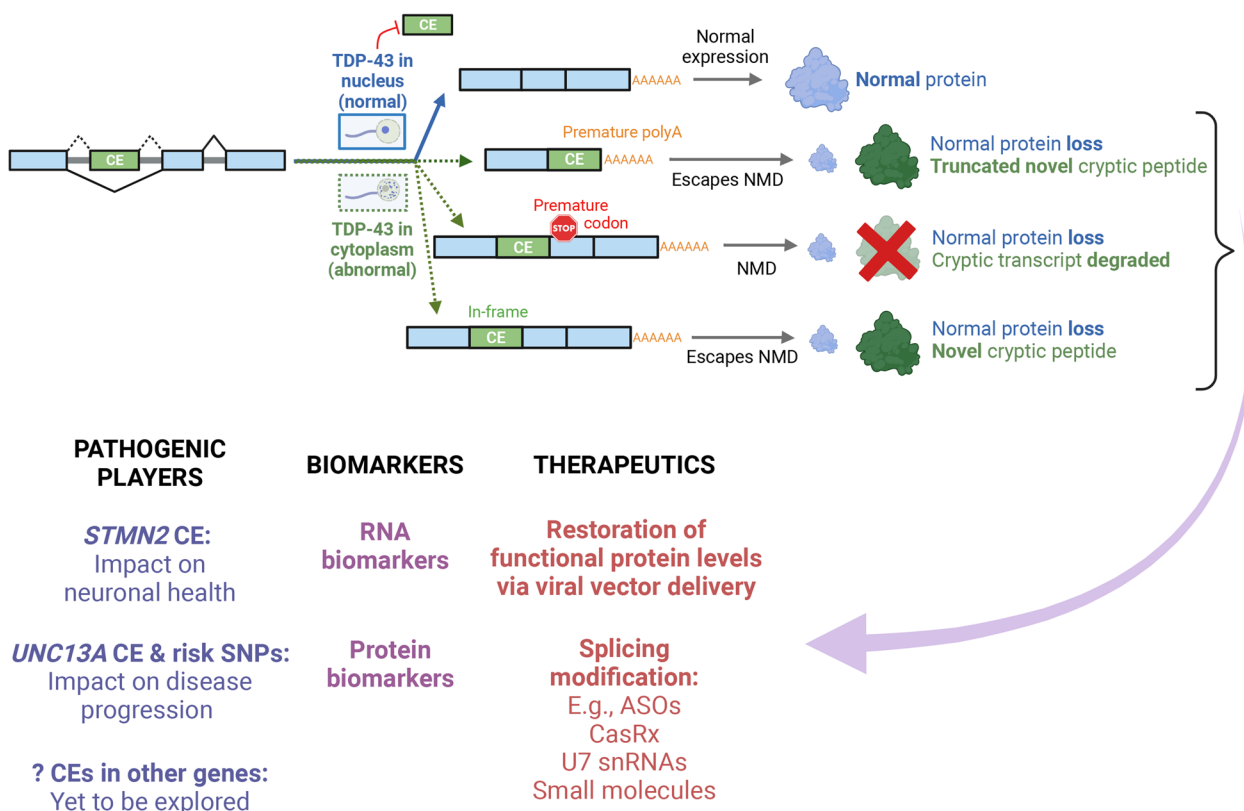 CE
TDP-43 in
nucleus
(normal)
CE
TDP-43 in
cytoplasm
(abnormal)
AAAAAA
Normal
expression
Normal protein
Premature polyA
CE
AAAAAA
Escapes NMD
Normal protein loss
Truncated novel cryptic peptide
Premature
codon
STOP
CE
AAAAAA
NMD
Normal protein loss
Cryptic transcript degraded
In-frame
CE
AAAAAA
Escapes NMD
Normal protein loss
Novel cryptic peptide
PATHOGENIC
PLAYERS
STMN2 CE:
Impact on
neuronal health
UNC13A CE & risk SNPs:
Impact on disease
progression
? CEs in other genes:
Yet to be explored
BIOMARKERS
RNA
biomarkers
Protein
biomarkers
THERAPEUTICS
Restoration of
functional protein levels
via viral vector delivery
Splicing
modification:
E.g., ASOs
CasRx
U7 snRNAs
Small molecules